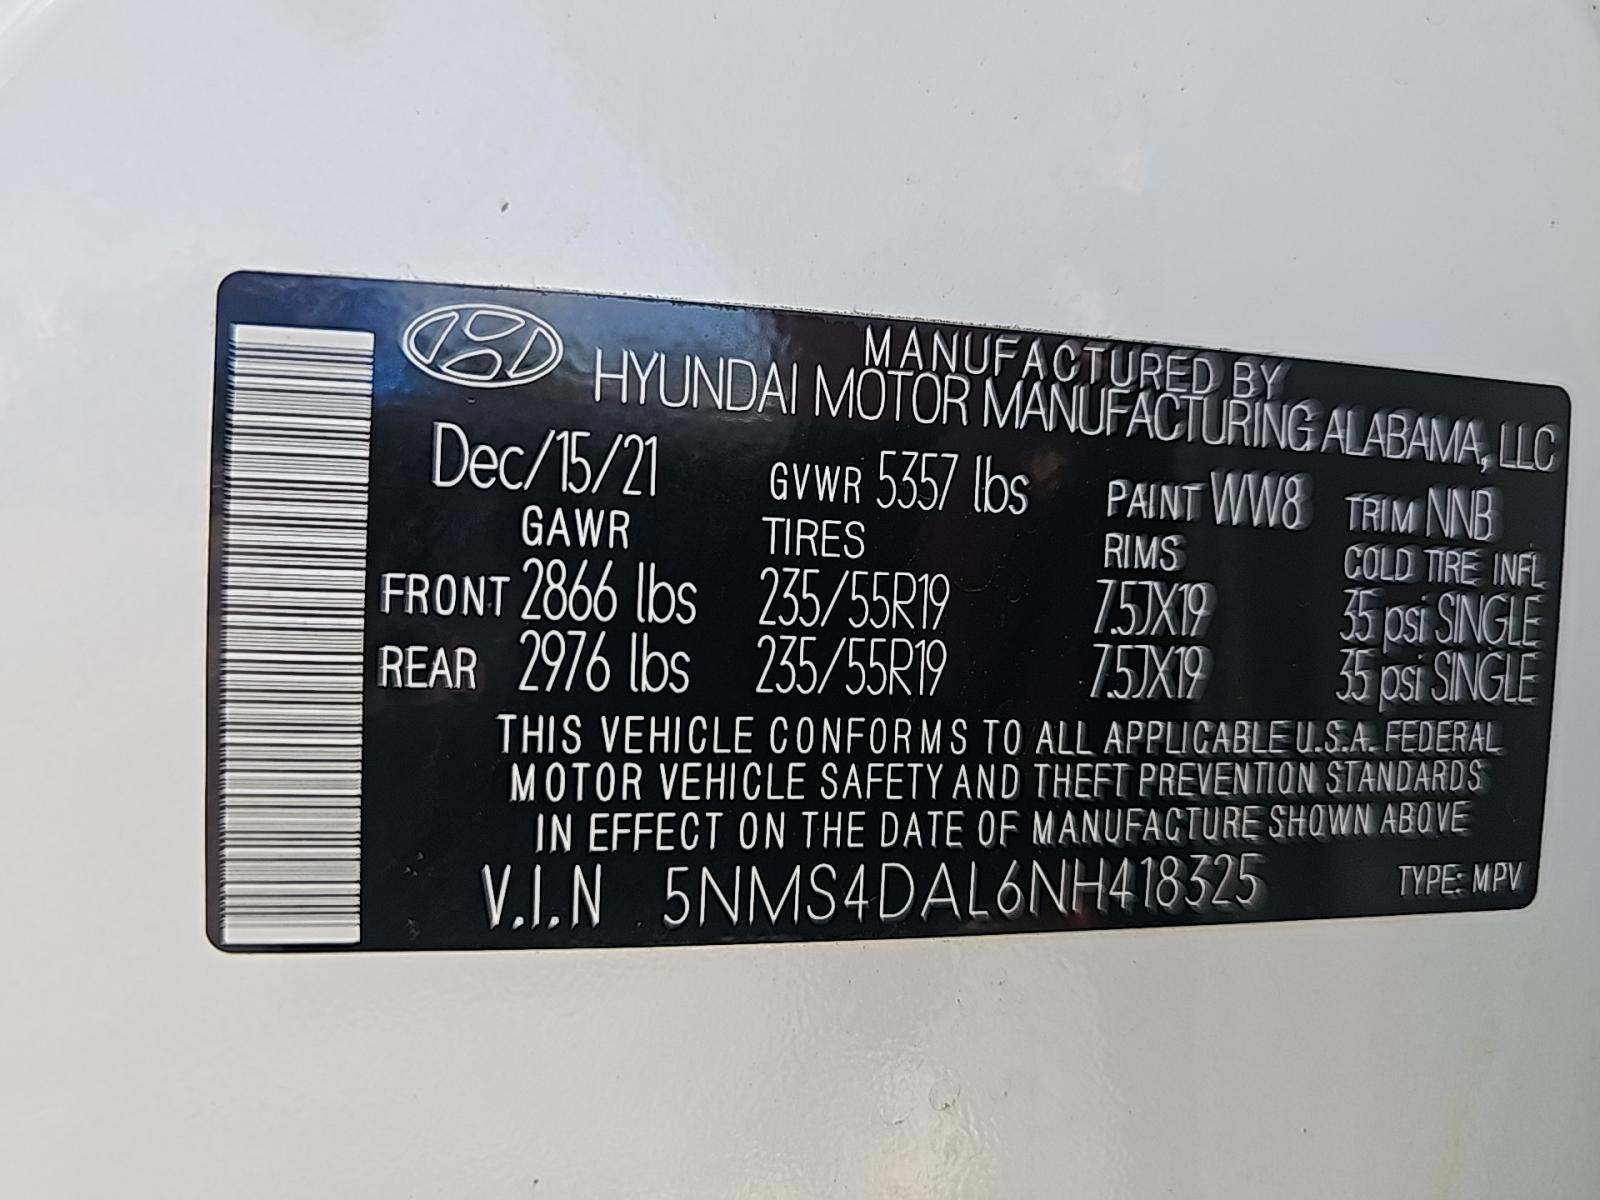 MANUFACTURED BY
HYUNDAI MOTOR MANUFACTURING ALABAMA, LLC
Dec/15/21 GVWR 5357 lbs PAINT WW8 TRIM NNB
GAWR TIRES RIMS COLD TIRE INFL
FRONT 2866 lbs 235/55R19 7.5JX19 35 psi SINGLE
REAR 2976 lbs 235/55R19 7.5JX19 35 psi SINGLE
THIS VEHICLE CONFORMS TO ALL APPLICABLE U.S.A. FEDERAL
MOTOR VEHICLE SAFETY AND THEFT PREVENTION STANDARDS
IN EFFECT ON THE DATE OF MANUFACTURE SHOWN ABOVE
V.I.N 5NMS4DAL6NH418325 TYPE: MPV